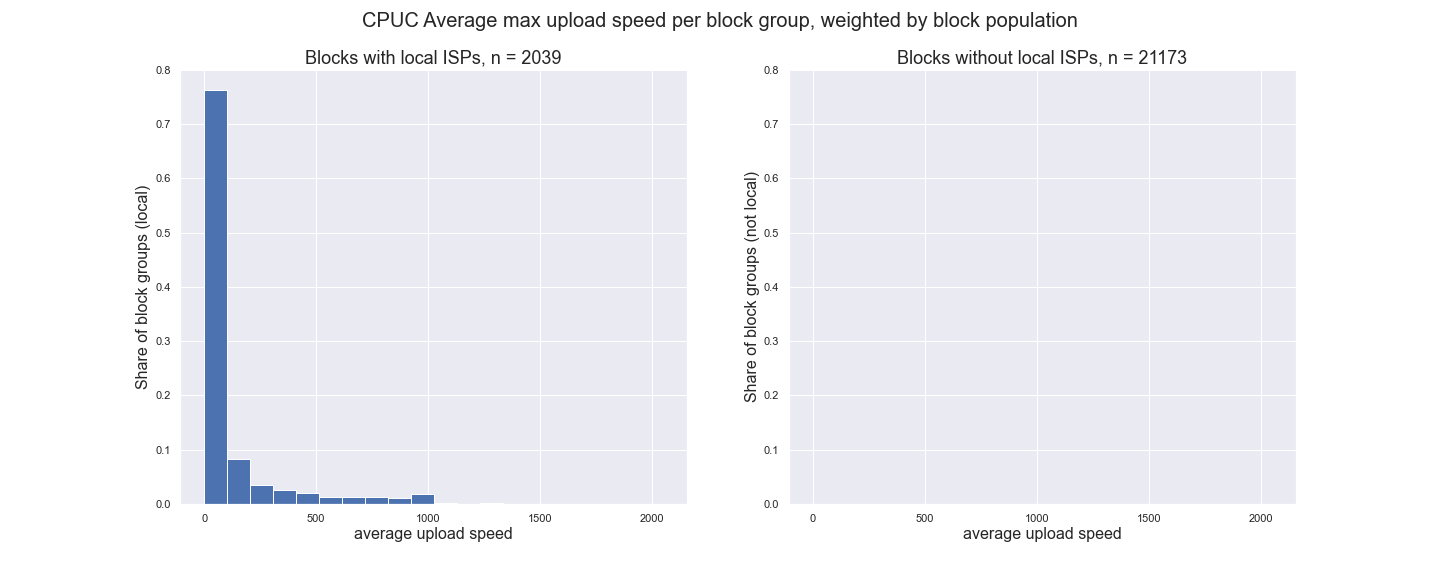 CPUC Average max upload speed per block group, weighted by block population
Blocks with local ISPs, n = 2039
0.8
0.7
0.6
0.5
0.4
0.3
0.2
0.1
0.0
Share of block groups (local)
0 500 1000 1500 2000
average upload speed
Blocks without local ISPs, n = 21173
0.8
0.7
0.6
0.5
0.4
0.3
0.2
0.1
0.0
Share of block groups (not local)
0 500 1000 1500 2000
average upload speed